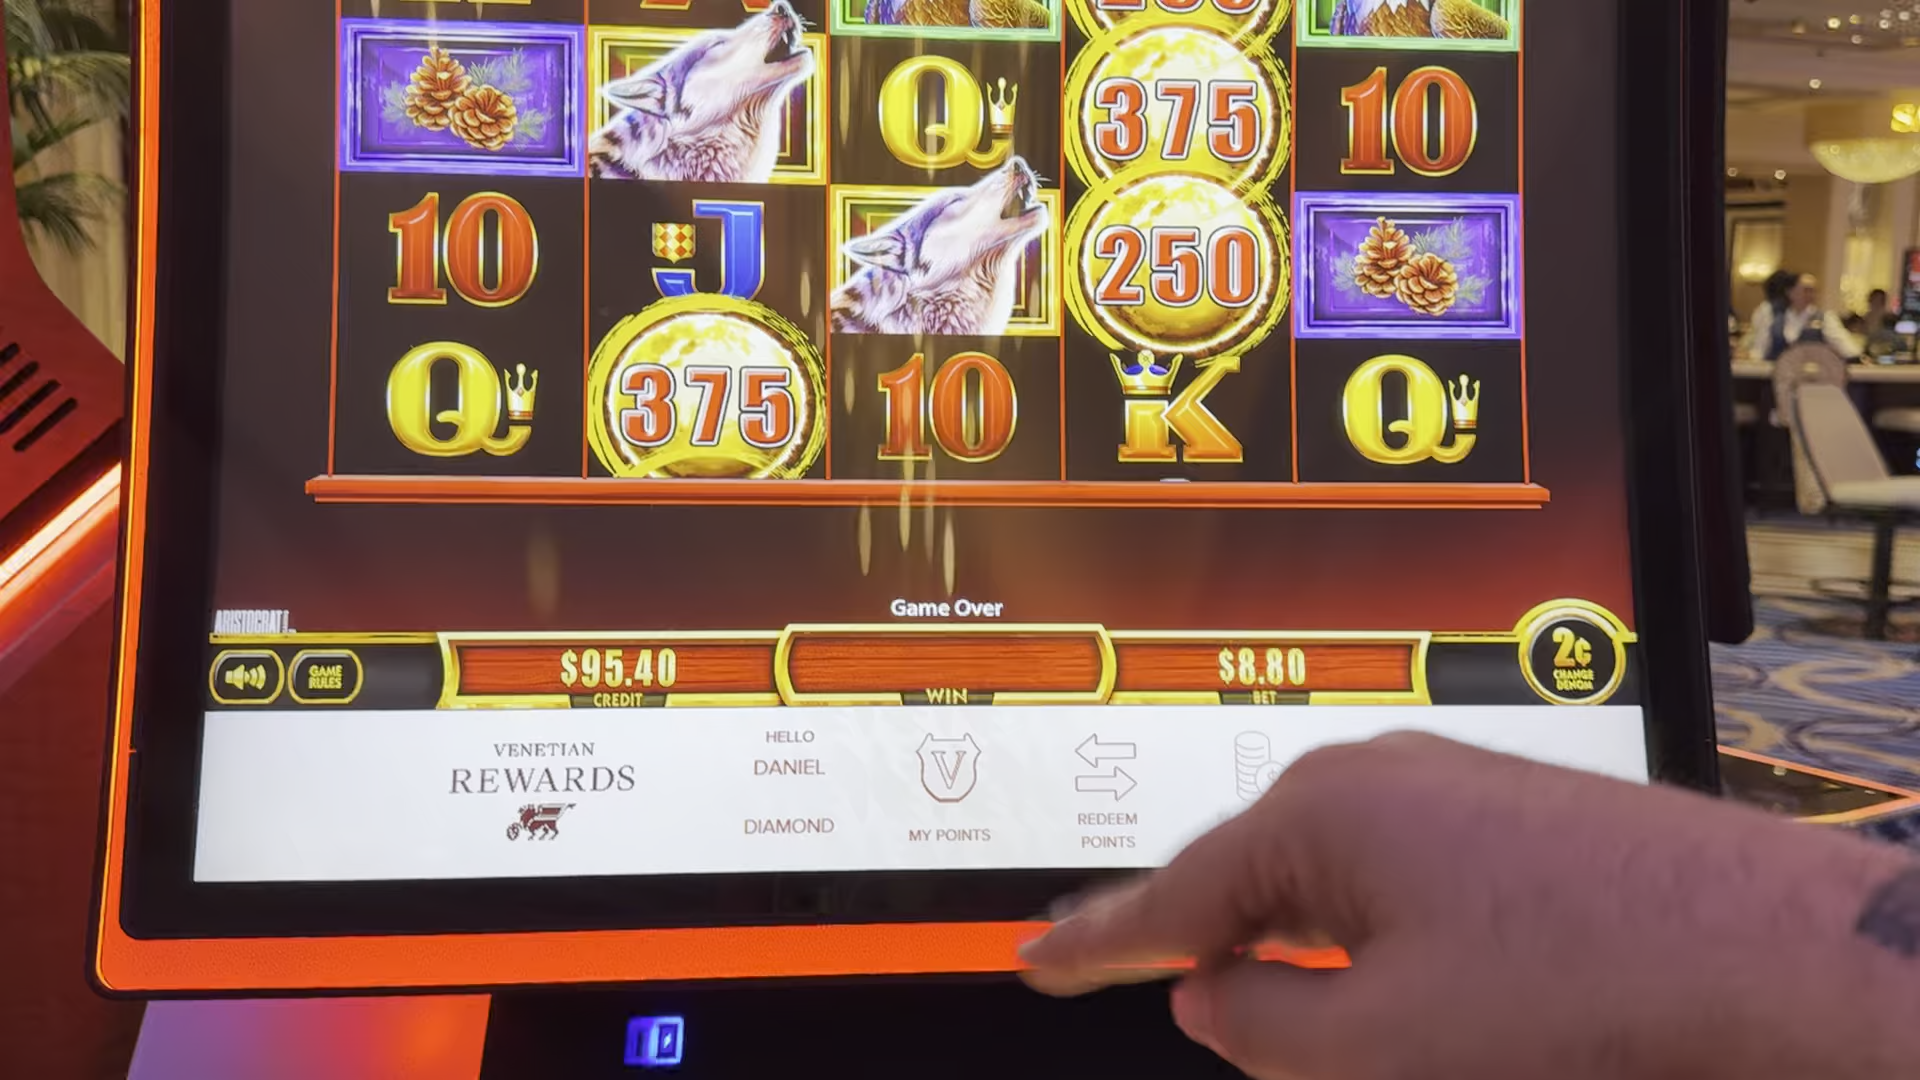 Q
375
10
10
J
250
Q
375
10
K
Q
Game Over
ARISTOCRAT
GAME
RULES
$95.40
CREDIT
WIN
$8.80
BET
2¢
CHANGE
DENOM
VENETIAN
REWARDS
HELLO
DANIEL
DIAMOND
V
MY POINTS
REDEEM
POINTS